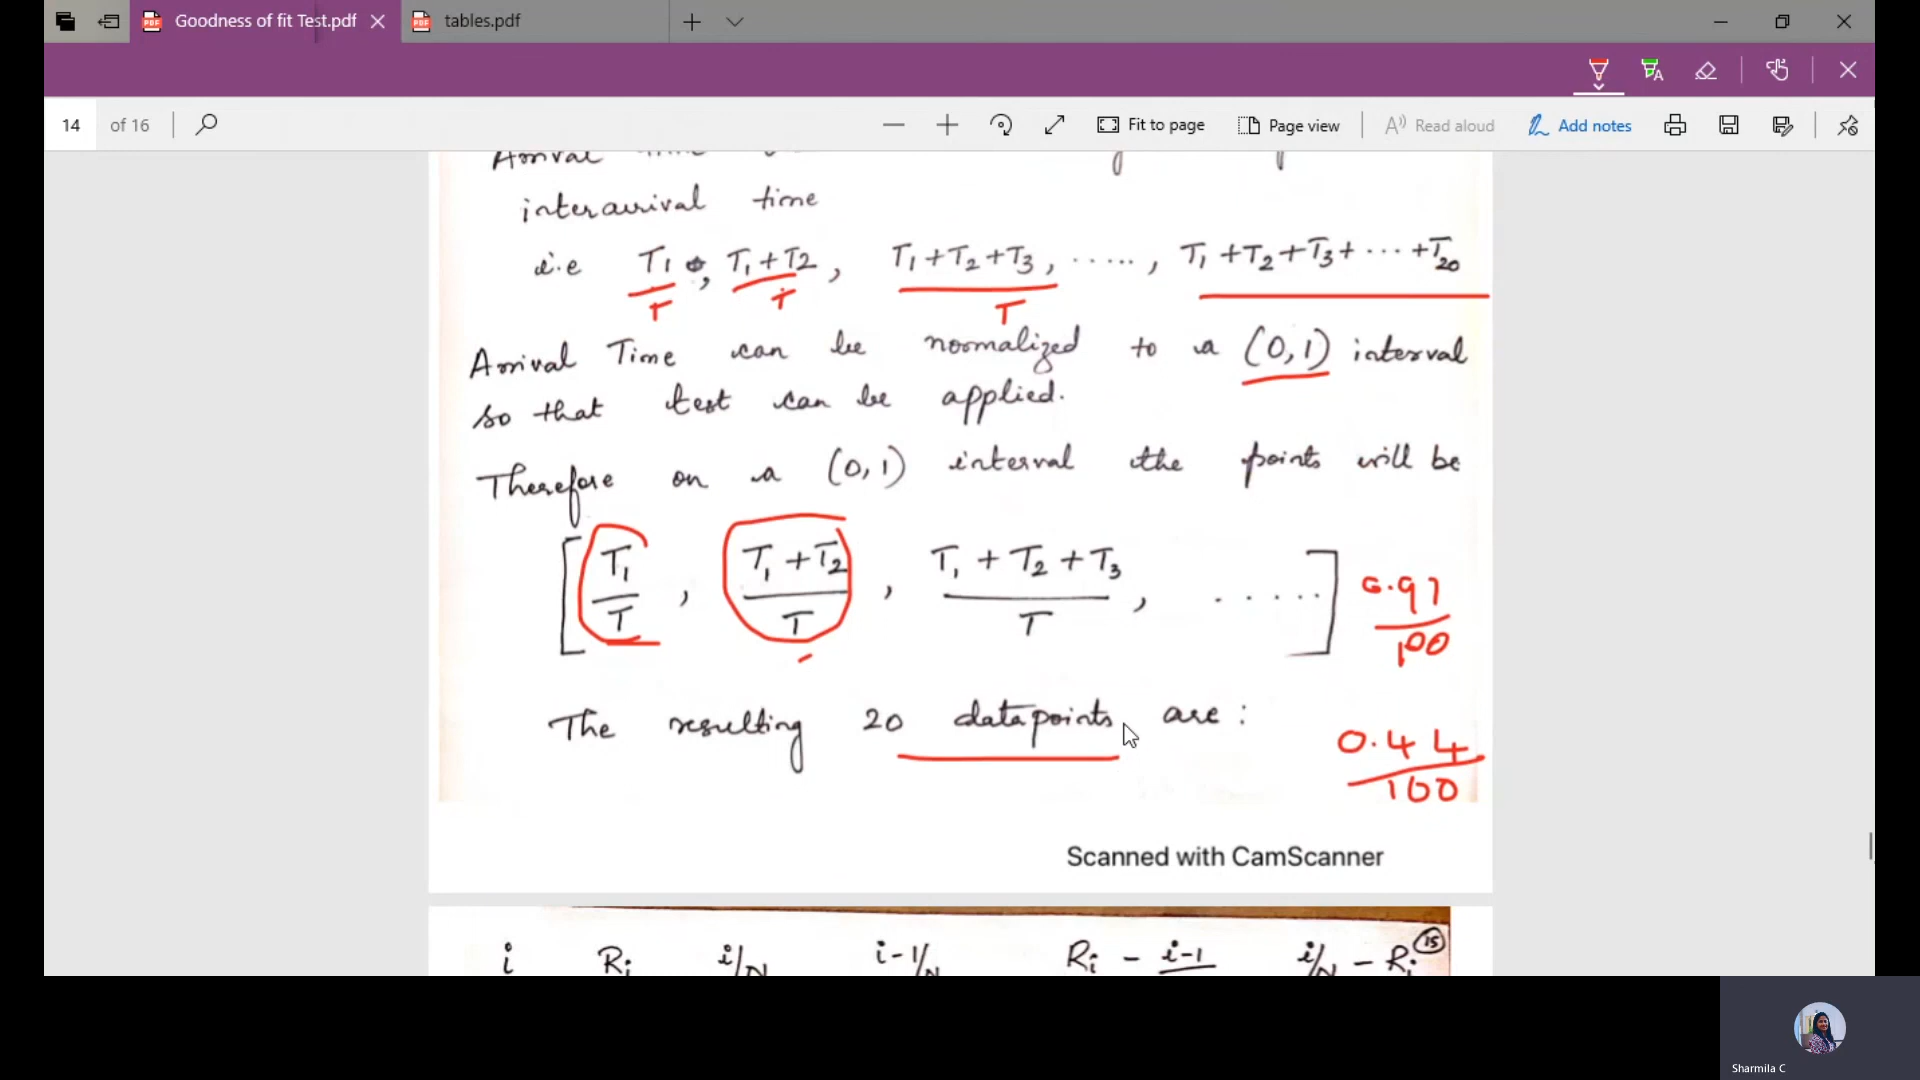 Goodness of fit Test.pdf
tables.pdf
14 of 16
Fit to page
Page view
Read aloud
Add notes
Arrival
interarrival time
i.e T1, T1+T2, T1+T2+T3, ....., T1+T2+T3+...+T20
T T T
Arrival Time can be normalized to a (0,1) interval
so that test can be applied.
Therefore on a (0,1) interval the points will be
[T1/T, T1+T2/T, T1+T2+T3/T, .....]
100
The resulting 20 datapoints are:
0.44/100
Scanned with CamScanner
15
i Ri i/N i-1/N Ri - i-1 i/N - Ri
Sharmila C